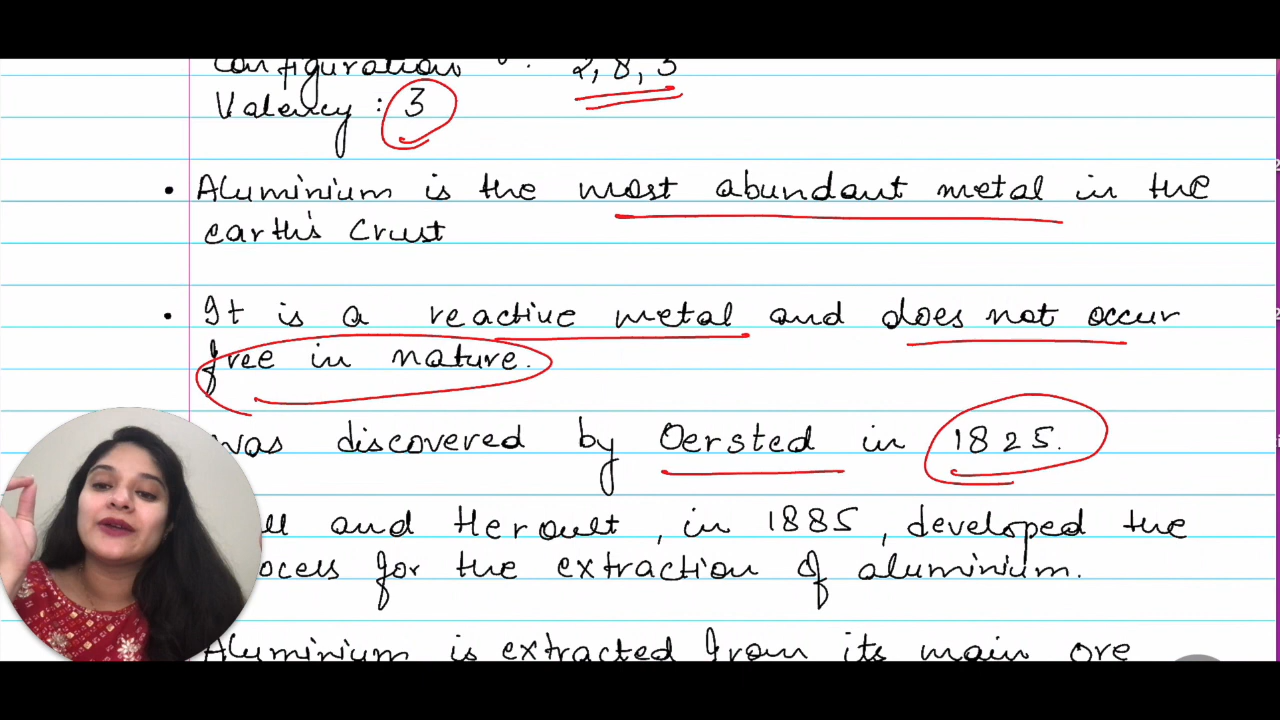 Configuration : 2, 8, 3
Valency : 3
• Aluminium is the most abundant metal in the
earth's crust
• It is a reactive metal and does not occur
free in nature.
was discovered by Oersted in 1825.
and Herault, in 1885, developed the
for the extraction of aluminium.
Aluminium is extracted from its main ore